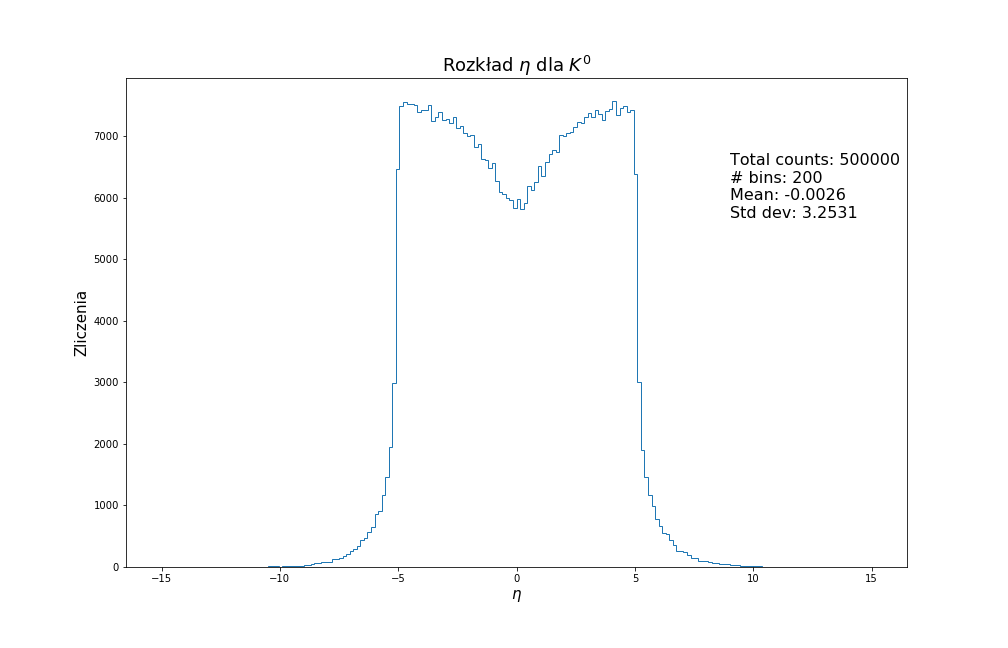 Rozkład η dla K⁰
Total counts: 500000
# bins: 200
Mean: -0.0026
Std dev: 3.2531
Zliczenia
7000
6000
5000
4000
3000
2000
1000
0
−15
−10
−5
0
5
10
15
η